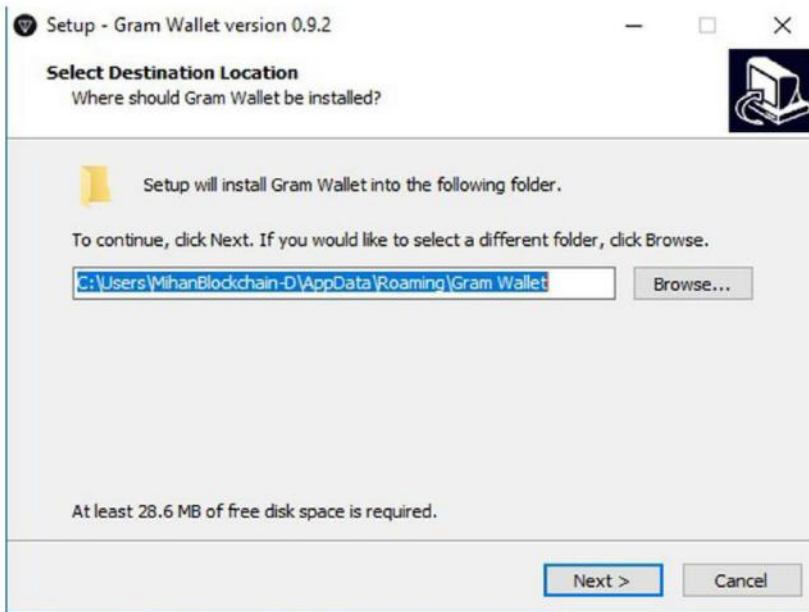 Setup - Gram Wallet version 0.9.2
Select Destination Location
Where should Gram Wallet be installed?
Setup will install Gram Wallet into the following folder.
To continue, click Next. If you would like to select a different folder, click Browse.
C:\Users\MihanBlockchain-D\AppData\Roaming\Gram Wallet
Browse...
At least 28.6 MB of free disk space is required.
Next >
Cancel